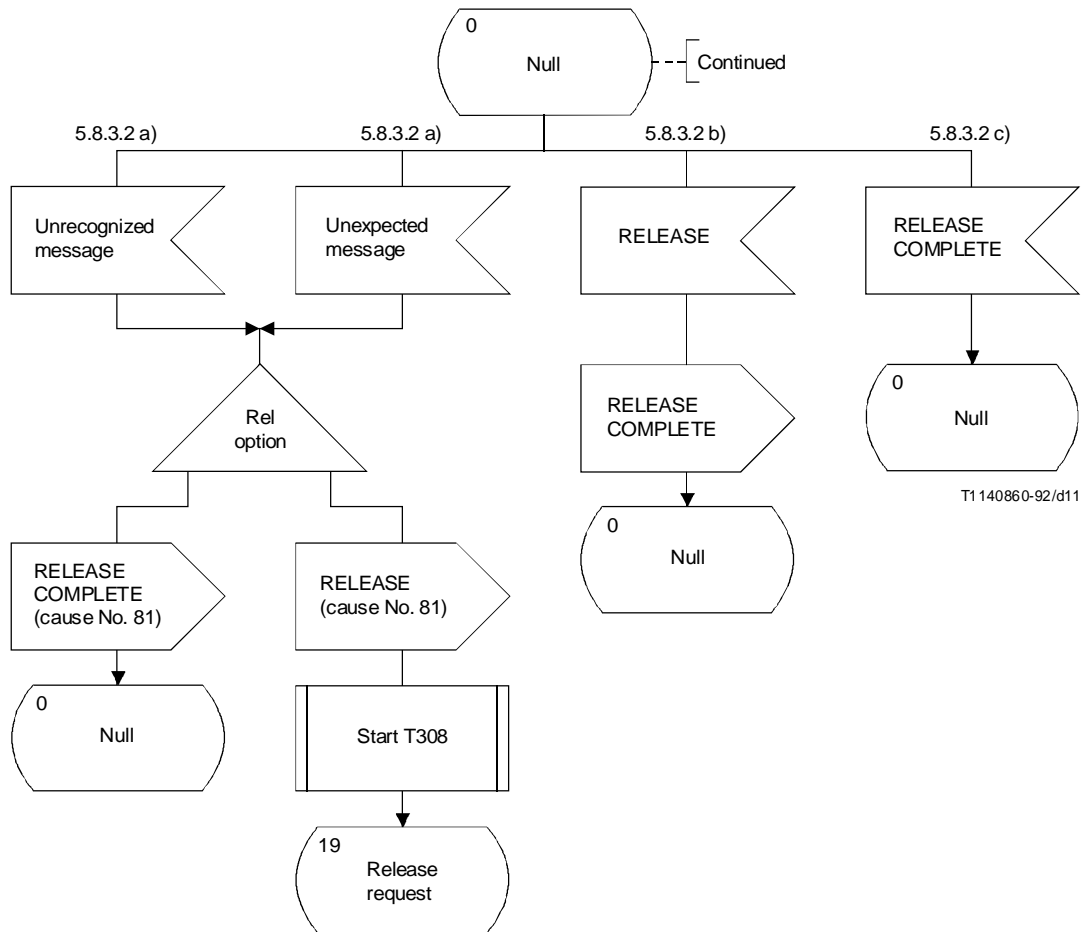 0
Null
Continued
5.8.3.2 a)
5.8.3.2 a)
5.8.3.2 b)
5.8.3.2 c)
Unrecognized
message
Unexpected
message
RELEASE
RELEASE
COMPLETE
Rel
option
RELEASE
COMPLETE
0
Null
T1140860-92/d11
RELEASE
COMPLETE
(cause No. 81)
RELEASE
(cause No. 81)
0
Null
0
Null
Start T308
19
Release
request